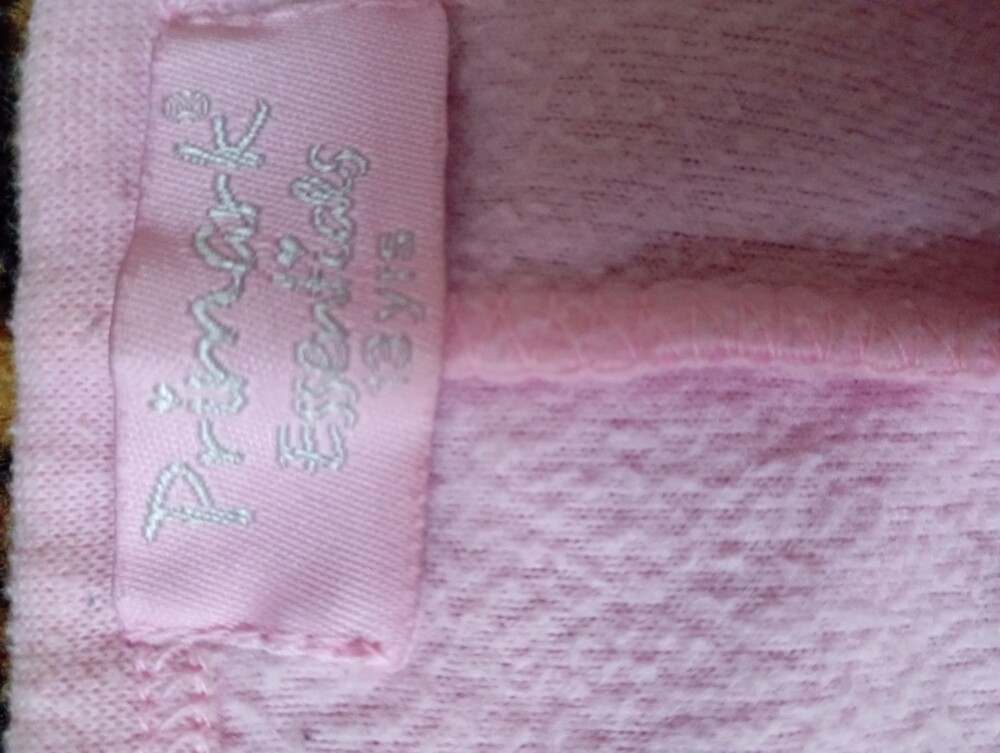 Primark®
Essentials
13 yrs